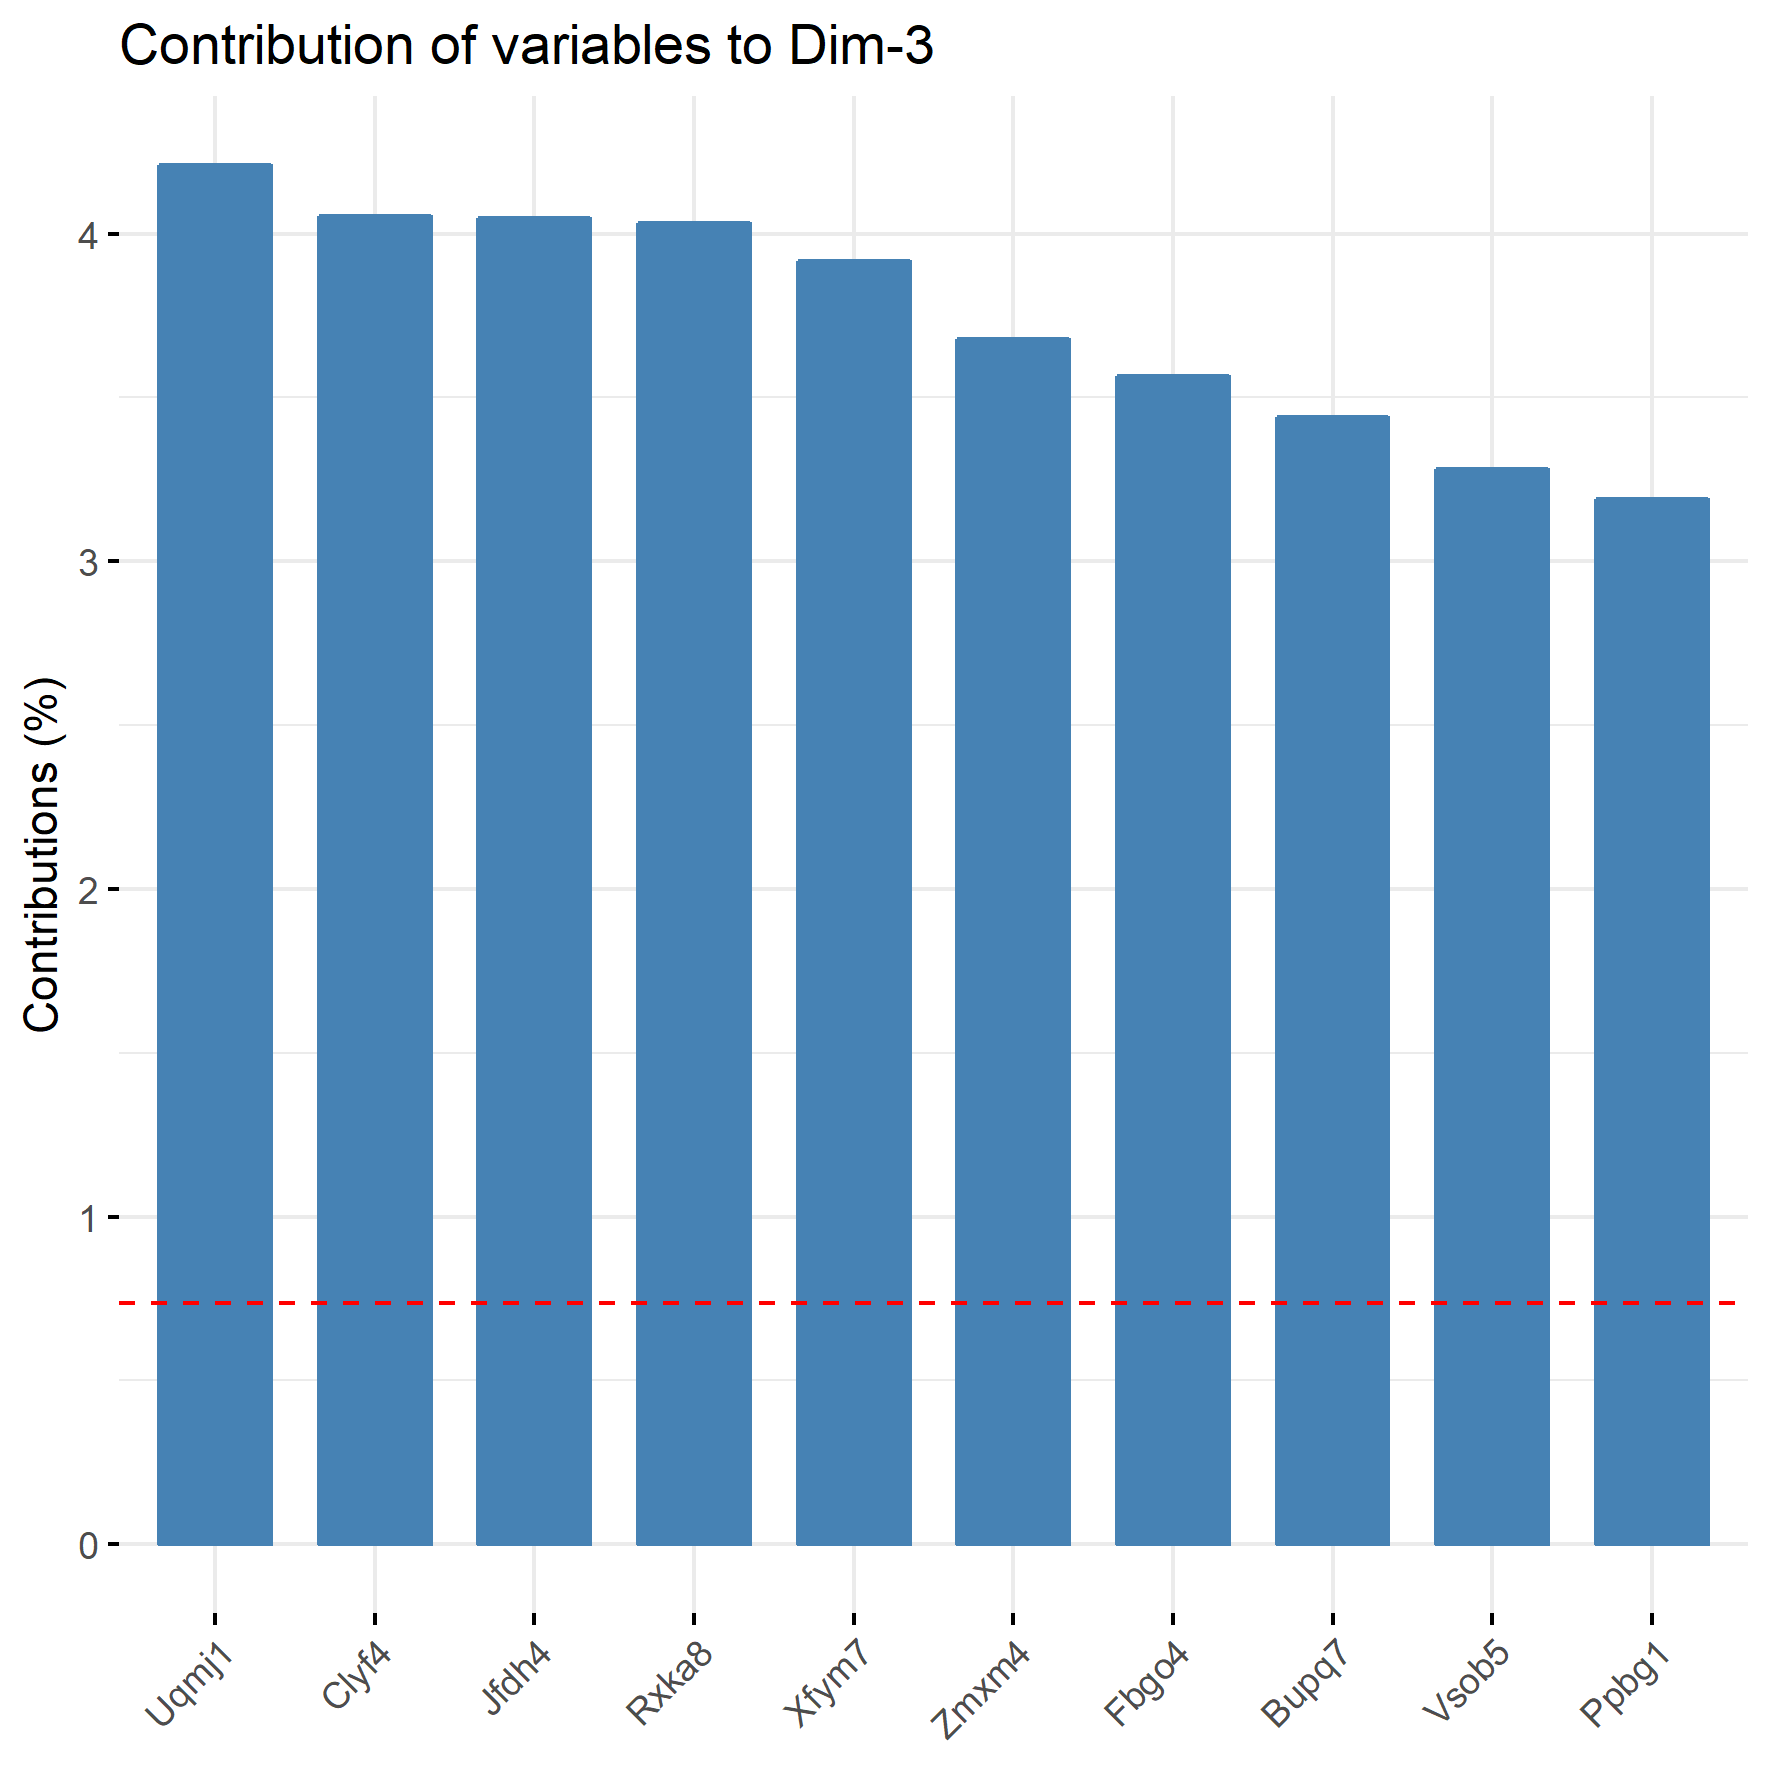 Contribution of variables to Dim-3
Contributions (%)
4
3
2
1
0
Uqmj1
Clyf4
Jfdh4
Rxka8
Xfym7
Zmxm4
Fbgo4
Bupq7
Vsob5
Ppbg1